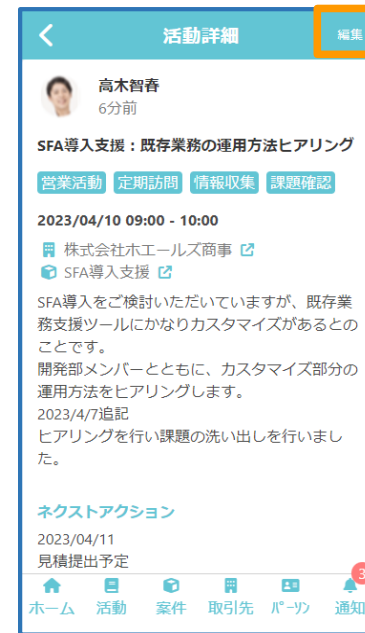 活動詳細
編集
高木智春
6分前
SFA導入支援：既存業務の運用方法ヒアリング
営業活動 定期訪問 情報収集 課題確認
2023/04/10 09:00 - 10:00
株式会社ホエールズ商事
SFA導入支援
SFA導入をご検討いただいていますが、既存業
務支援ツールにかなりカスタマイズがあるとの
ことです。
開発部メンバーとともに、カスタマイズ部分の
運用方法をヒアリングします。
2023/4/7追記
ヒアリングを行い課題の洗い出しを行いまし
た。
ネクストアクション
2023/04/11
見積提出予定
3
ホーム 活動 案件 取引先 ﾊﾟｰｿﾝ 通知